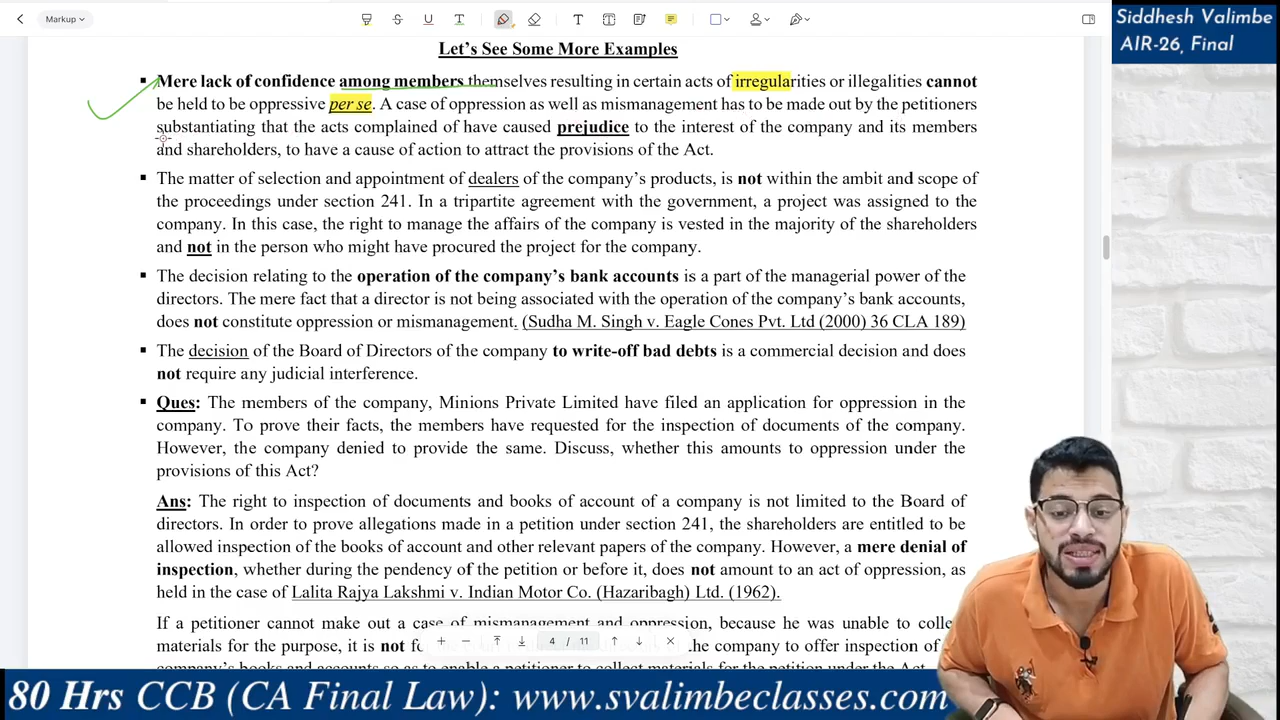 Markup
Siddhesh Valimbe
AIR-26, Final
Let's See Some More Examples
▪ Mere lack of confidence among members themselves resulting in certain acts of irregularities or illegalities cannot
be held to be oppressive per se. A case of oppression as well as mismanagement has to be made out by the petitioners
substantiating that the acts complained of have caused prejudice to the interest of the company and its members
and shareholders, to have a cause of action to attract the provisions of the Act.
▪ The matter of selection and appointment of dealers of the company's products, is not within the ambit and scope of
the proceedings under section 241. In a tripartite agreement with the government, a project was assigned to the
company. In this case, the right to manage the affairs of the company is vested in the majority of the shareholders
and not in the person who might have procured the project for the company.
▪ The decision relating to the operation of the company's bank accounts is a part of the managerial power of the
directors. The mere fact that a director is not being associated with the operation of the company's bank accounts,
does not constitute oppression or mismanagement. (Sudha M. Singh v. Eagle Cones Pvt. Ltd (2000) 36 CLA 189)
▪ The decision of the Board of Directors of the company to write-off bad debts is a commercial decision and does
not require any judicial interference.
▪ Ques: The members of the company, Minions Private Limited have filed an application for oppression in the
company. To prove their facts, the members have requested for the inspection of documents of the company.
However, the company denied to provide the same. Discuss, whether this amounts to oppression under the
provisions of this Act?
Ans: The right to inspection of documents and books of account of a company is not limited to the Board of
directors. In order to prove allegations made in a petition under section 241, the shareholders are entitled to be
allowed inspection of the books of account and other relevant papers of the company. However, a mere denial of
inspection, whether during the pendency of the petition or before it, does not amount to an act of oppression, as
held in the case of Lalita Rajya Lakshmi v. Indian Motor Co. (Hazaribagh) Ltd. (1962).
If a petitioner cannot make out a case of mismanagement and oppression, because he was unable to
materials for the purpose, it is not the company to offer inspection of
company's books and accounts so as to enable a petitioner to collect materials for the petition under the Act.
4 / 11
80 Hrs CCB (CA Final Law): www.svalimbeclasses.com